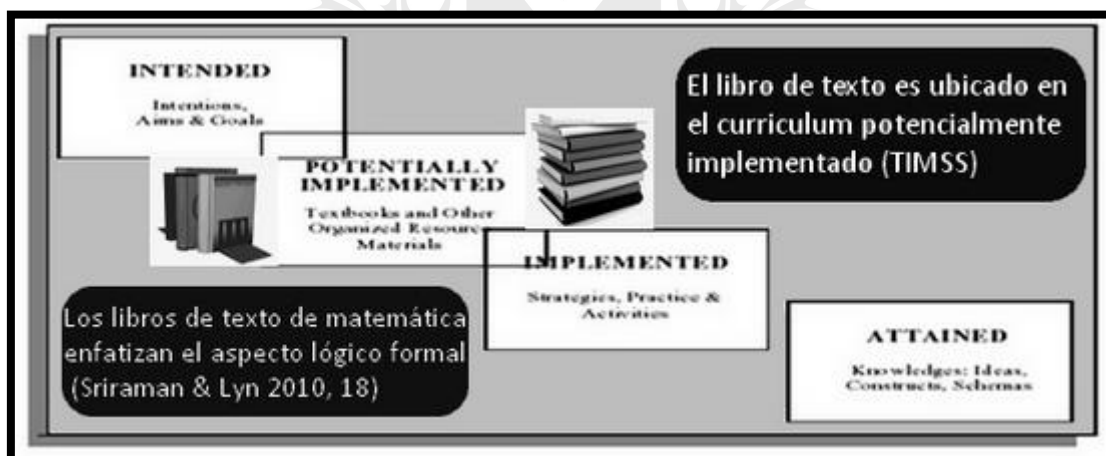 INTENDED
Intentions,
Aims & Goals
El libro de texto es ubicado en
el curriculum potencialmente
implementado (TIMSS)
POTENTIALLY
IMPLEMENTED
Textbooks and Other
Organized Resource
Materials
IMPLEMENTED
Strategies, Practice &
Activities
Los libros de texto de matemática
enfatizan el aspecto lógico formal
(Sriraman & Lyn 2010, 18)
ATTAINED
Knowledges: Ideas,
Constructs, Schemas